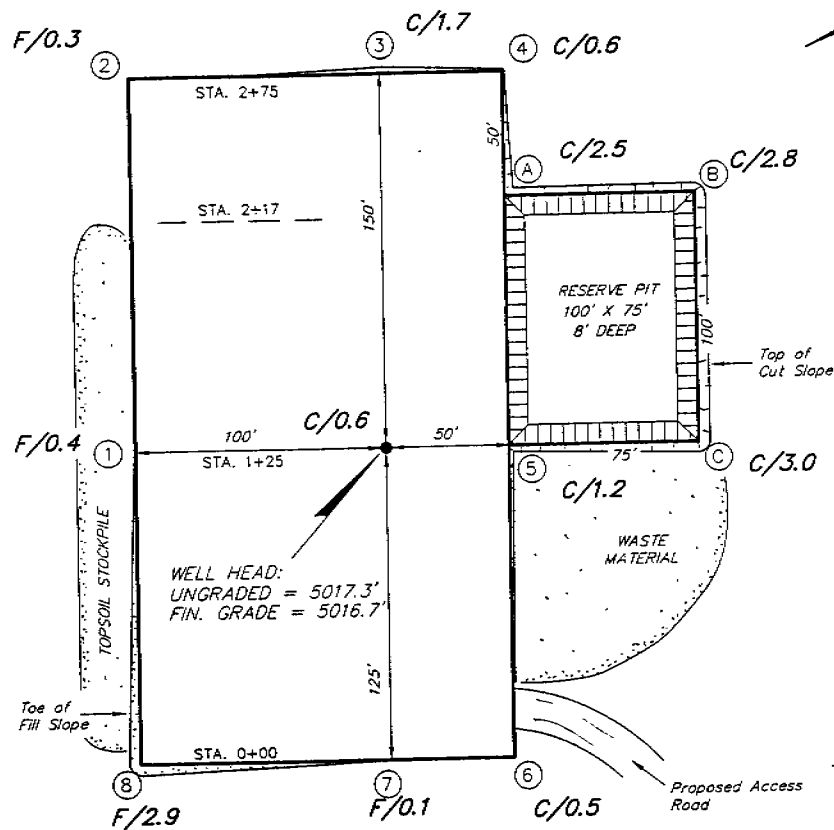 C/1.7
F/0.3
3
4
C/0.6
2
STA. 2+75
50'
A
C/2.5
B
C/2.8
150'
STA. 2+17
RESERVE PIT
100' X 75'
8' DEEP
100'
Top of
Cut Slope
C/0.6
F/0.4
1
100'
50'
STA. 1+25
75'
5
C
C/1.2
C/3.0
TOPSOIL STOCKPILE
WASTE
MATERIAL
WELL HEAD:
UNGRADED = 5017.3'
FIN. GRADE = 5016.7'
125'
Toe of
Fill Slope
STA. 0+00
8
7
6
Proposed Access
Road
F/2.9
F/0.1
C/0.5